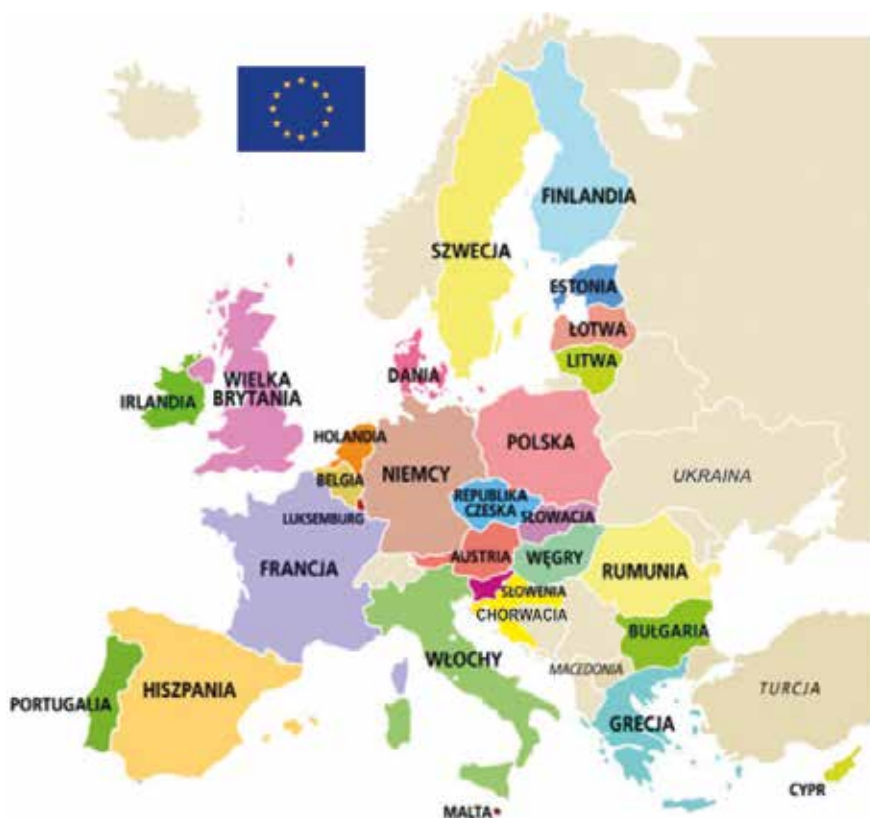 FINLANDIA
SZWECJA
ESTONIA
ŁOTWA
LITWA
DANIA
WIELKA
BRYTANIA
IRLANDIA
HOLANDIA
POLSKA
BELGIA
NIEMCY
UKRAINA
REPUBLIKA
CZESKA
LUKSEMBURG
SŁOWACJA
FRANCJA
AUSTRIA
WĘGRY
RUMUNIA
SŁOWENIA
CHORWACJA
BUŁGARIA
WŁOCHY
MACEDONIA
HISZPANIA
TURCJA
PORTUGALIA
GRECJA
CYPR
MALTA